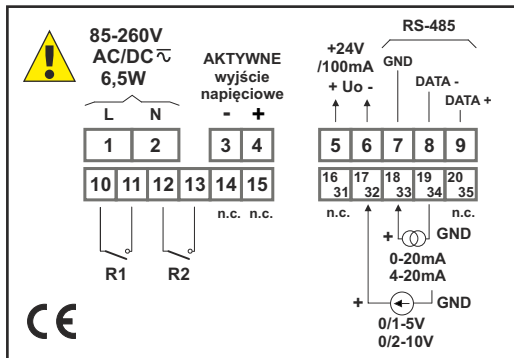 85-260V
AC/DC
6,5W
L N
AKTYWNE
wyjście
napięciowe
- +
+24V
/100mA
+ Uo -
RS-485
GND
DATA -
DATA +
1 2 3 4 5 6 7 8 9
10 11 12 13 14 15 16 31 17 32 18 33 19 34 20 35
n.c. n.c. n.c. n.c.
R1 R2
+ GND
0-20mA
4-20mA
+ GND
0/1-5V
0/2-10V
CE